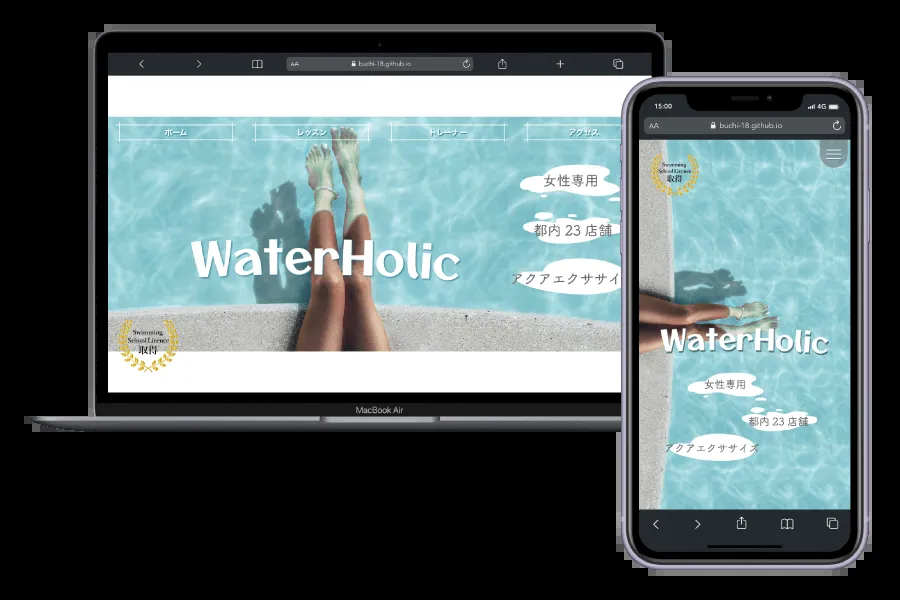 AA
buchi-18.github.io
ホーム
レッスン
トレーナー
アクセス
女性専用
都内 23 店舗
アクアエクササイ
WaterHolic
Swimming
School Licence
取得
MacBook Air
15:00
4G
AA
buchi-18.github.io
Swimming
School Licence
取得
WaterHolic
女性専用
都内 23 店舗
アクアエクササイズ